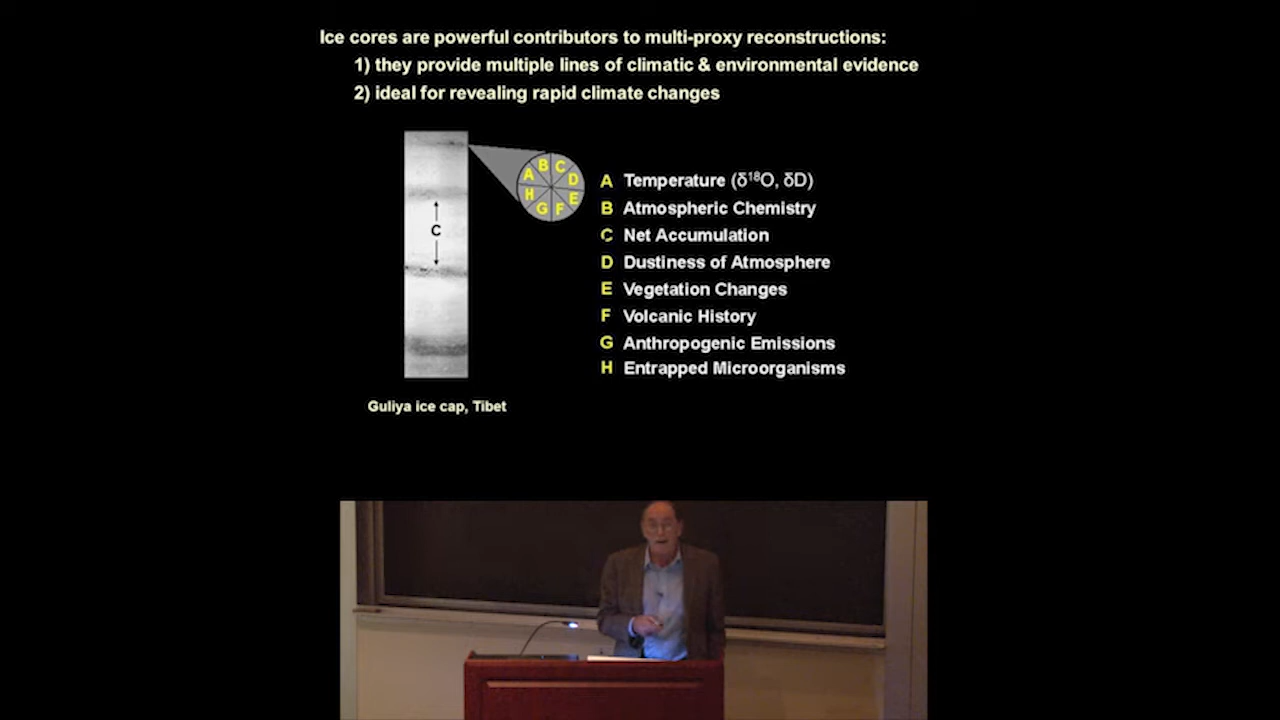 Ice cores are powerful contributors to multi-proxy reconstructions:
1) they provide multiple lines of climatic & environmental evidence
2) ideal for revealing rapid climate changes
A B C D E F G H
C
A Temperature (δ¹⁸O, δD)
B Atmospheric Chemistry
C Net Accumulation
D Dustiness of Atmosphere
E Vegetation Changes
F Volcanic History
G Anthropogenic Emissions
H Entrapped Microorganisms
Guliya ice cap, Tibet